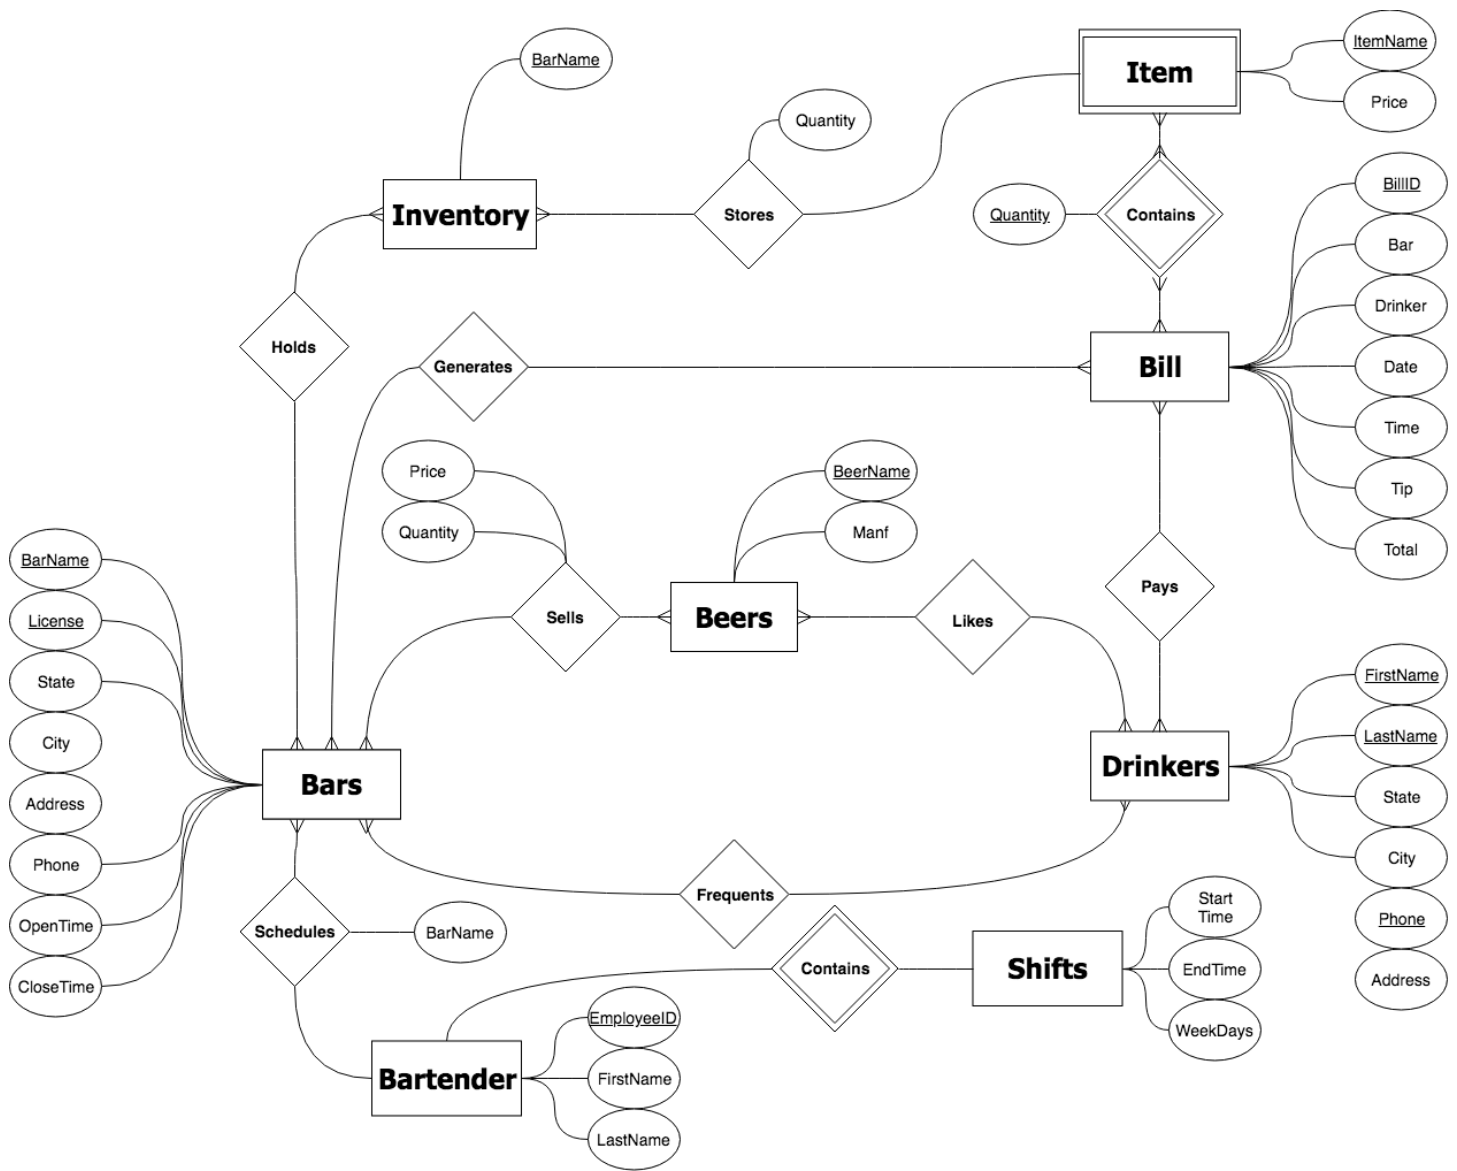 BarName
Inventory
Quantity
Stores
Item
ItemName
Price
Quantity
Contains
Holds
Generates
Bill
BillID
Bar
Drinker
Date
Time
Tip
Total
Price
Quantity
Sells
BeerName
Manf
Beers
Likes
Pays
BarName
License
State
City
Address
Phone
OpenTime
CloseTime
Bars
Drinkers
FirstName
LastName
State
City
Phone
Address
Frequents
Schedules
BarName
Contains
Shifts
Start
Time
EndTime
WeekDays
Bartender
EmployeeID
FirstName
LastName